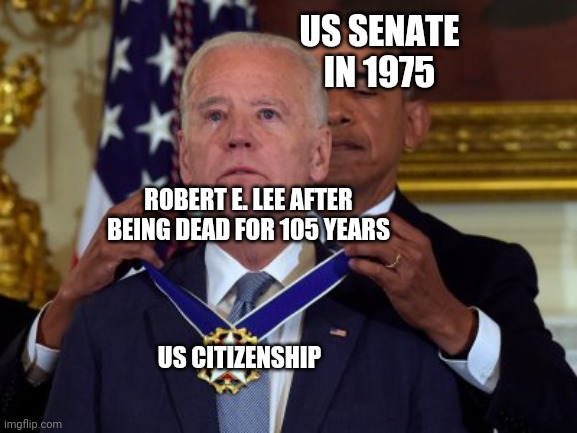 US SENATE
IN 1975
ROBERT E. LEE AFTER
BEING DEAD FOR 105 YEARS
US CITIZENSHIP
imgflip.com